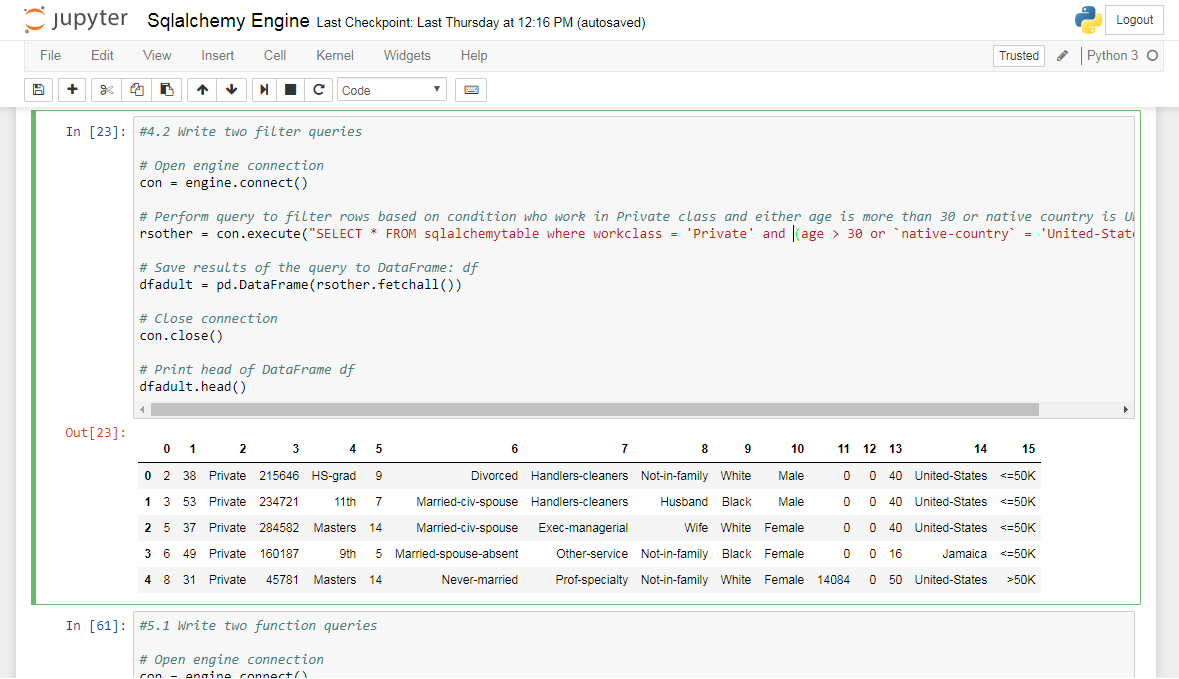 jupyter Sqlalchemy Engine Last Checkpoint: Last Thursday at 12:16 PM (autosaved) Logout
File Edit View Insert Cell Kernel Widgets Help Trusted Python 3
Code
In [23]: #4.2 Write two filter queries
# Open engine connection
con = engine.connect()
# Perform query to filter rows based on condition who work in Private class and either age is more than 30 or native country is
rsother = con.execute("SELECT * FROM sqlalchemytable where workclass = 'Private' and (age > 30 or `native-country` = 'United-Stat
# Save results of the query to DataFrame: df
dfadult = pd.DataFrame(rsother.fetchall())
# Close connection
con.close()
# Print head of DataFrame df
dfadult.head()
Out[23]:
0 1 2 3 4 5 6 7 8 9 10 11 12 13 14 15
0 2 38 Private 215646 HS-grad 9 Divorced Handlers-cleaners Not-in-family White Male 0 0 40 United-States <=50K
1 3 53 Private 234721 11th 7 Married-civ-spouse Handlers-cleaners Husband Black Male 0 0 40 United-States <=50K
2 5 37 Private 284582 Masters 14 Married-civ-spouse Exec-managerial Wife White Female 0 0 40 United-States <=50K
3 6 49 Private 160187 9th 5 Married-spouse-absent Other-service Not-in-family Black Female 0 0 16 Jamaica <=50K
4 8 31 Private 45781 Masters 14 Never-married Prof-specialty Not-in-family White Female 14084 0 50 United-States >50K
In [61]: #5.1 Write two function queries
# Open engine connection
con = engine.connect()